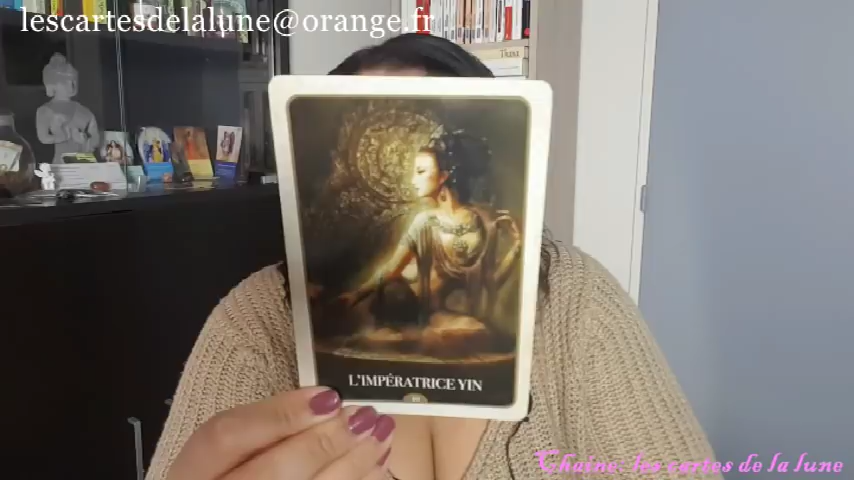 lescartesdelalune@orange.fr
L'IMPÉRATRICE YIN
Chaine: les cartes de la lune